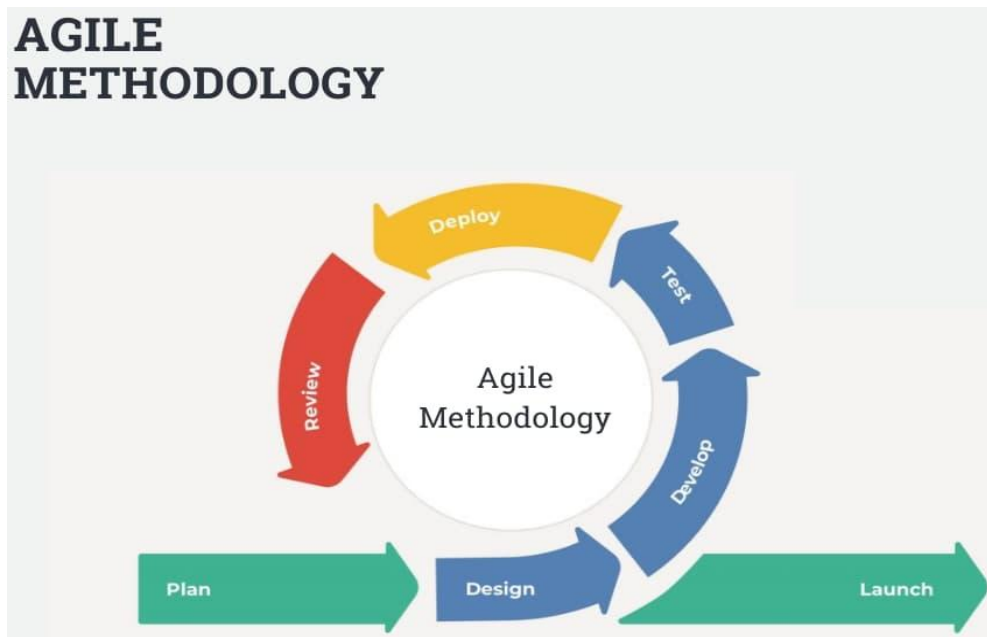 AGILE
METHODOLOGY
Deploy
Test
Review
Agile
Methodology
Develop
Plan
Design
Launch